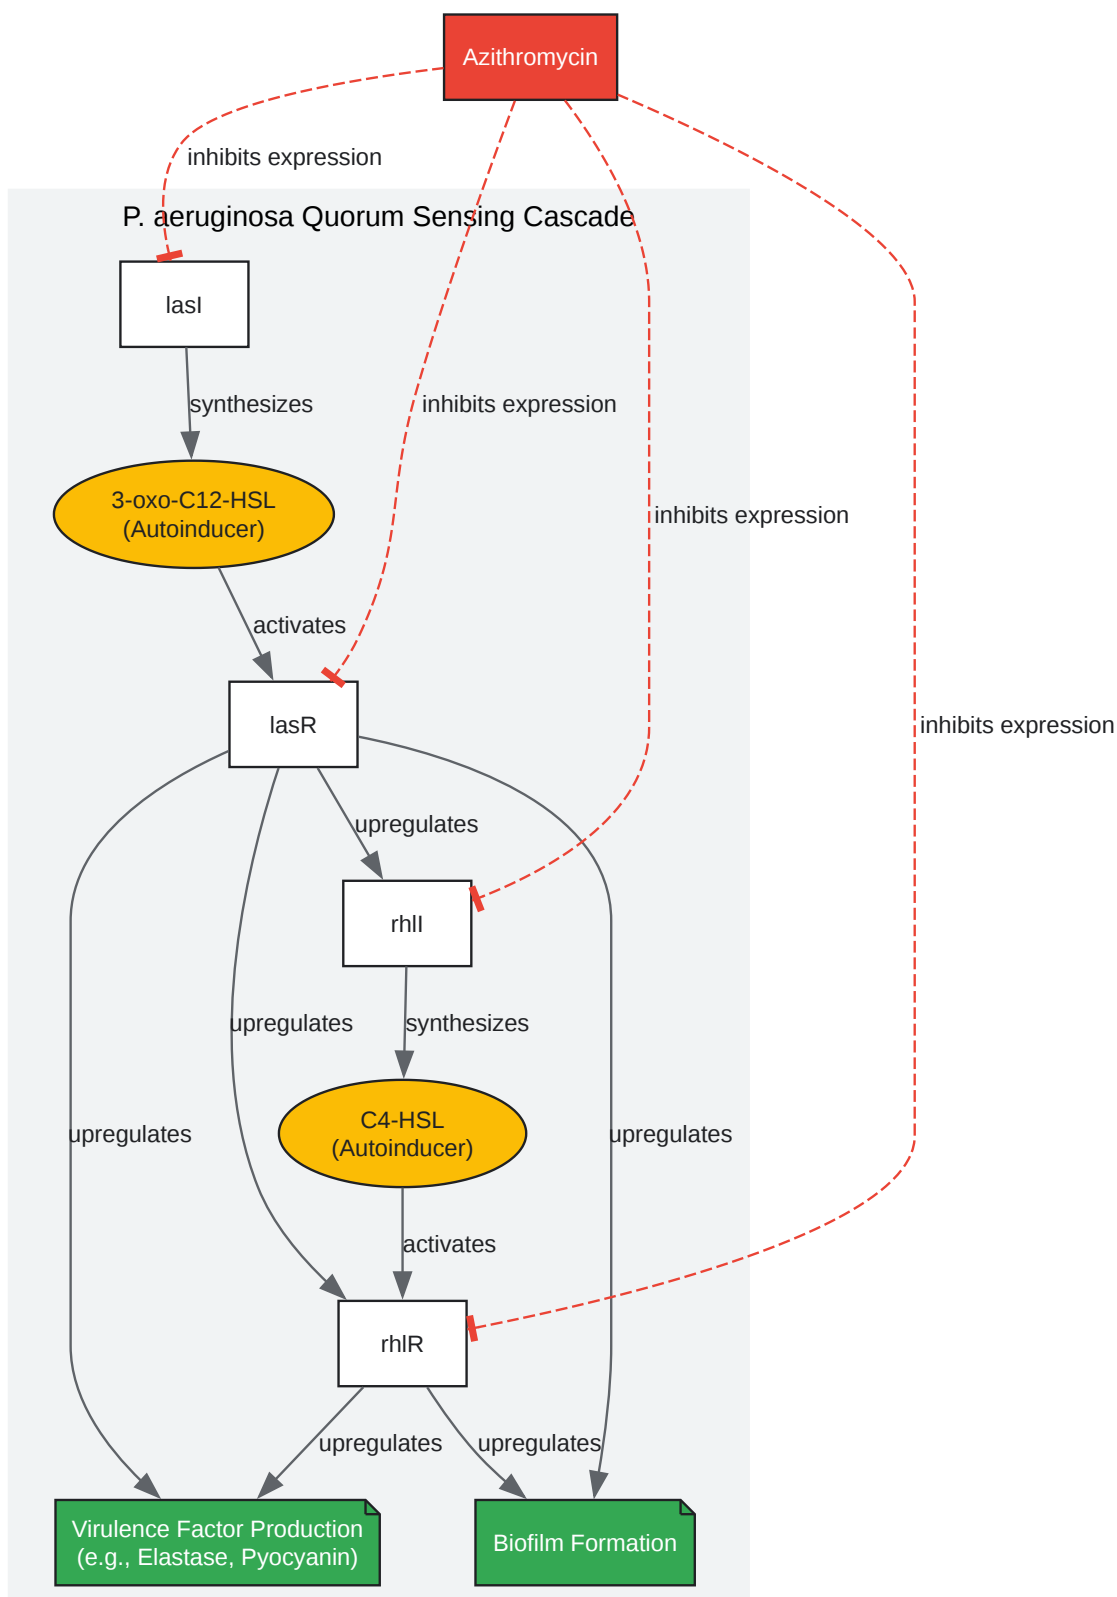 Azithromycin
inhibits expression
P. aeruginosa Quorum Sensing Cascade
lasI
synthesizes
inhibits expression
3-oxo-C12-HSL
(Autoinducer)
inhibits expression
activates
lasR
inhibits expression
upregulates
rhlI
upregulates
synthesizes
upregulates
C4-HSL
(Autoinducer)
upregulates
activates
rhlR
upregulates
upregulates
Virulence Factor Production
(e.g., Elastase, Pyocyanin)
Biofilm Formation